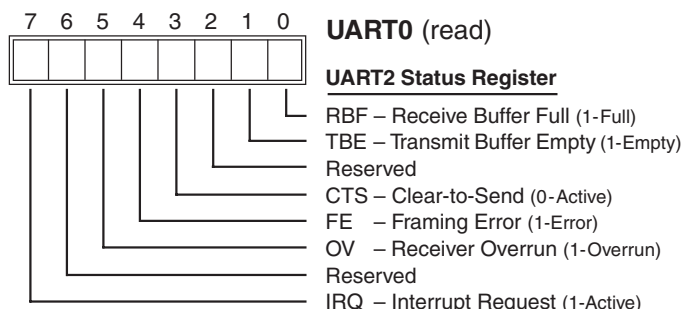 7 6 5 4 3 2 1 0
UART0 (read)
UART2 Status Register
RBF – Receive Buffer Full (1-Full)
TBE – Transmit Buffer Empty (1-Empty)
Reserved
CTS – Clear-to-Send (0-Active)
FE – Framing Error (1-Error)
OV – Receiver Overrun (1-Overrun)
Reserved
IRQ – Interrupt Request (1-Active)